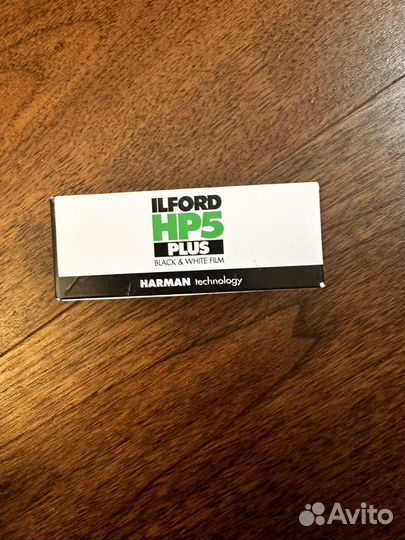 ILFORD
HP5
PLUS
BLACK & WHITE FILM
HARMAN technology
Avito